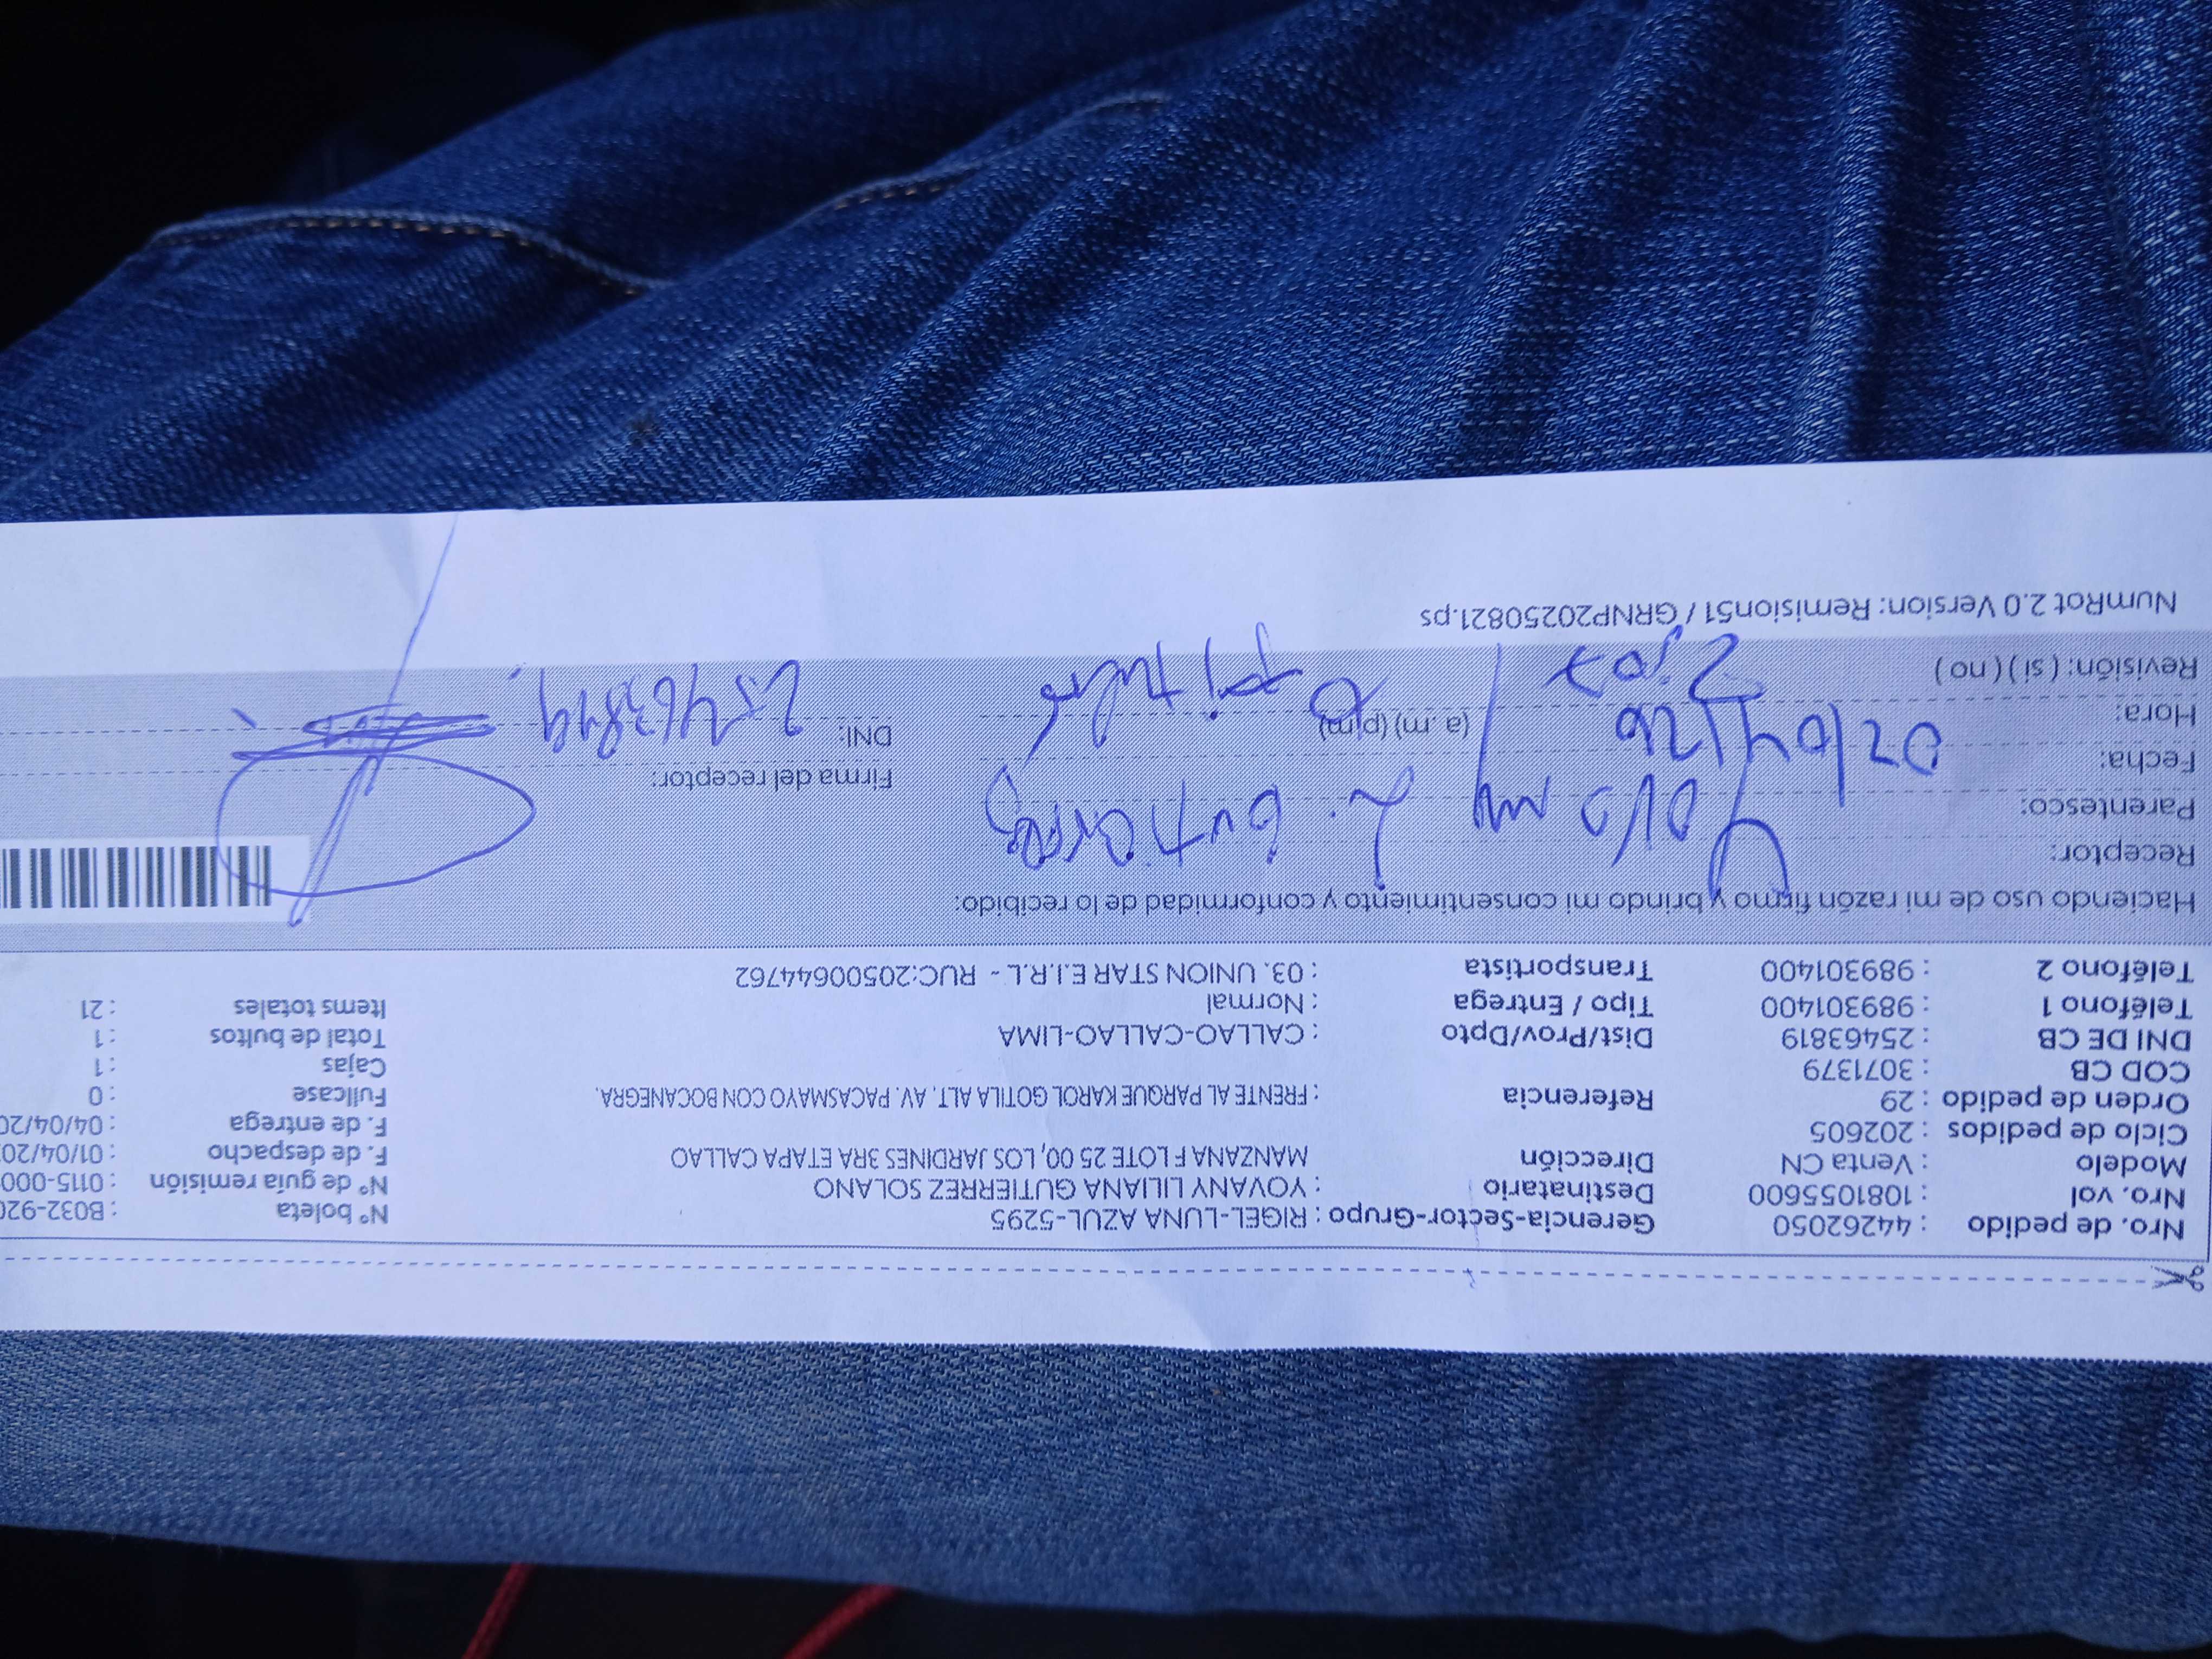 Nro. de pedido : 44262050 Gerencia-Sector-Grupo : RIGEL-LUNA AZUL-5295 N° boleta : B032-920
Nro. vol : 1081055600 Destinatario : YOVANY LILIANA GUTIERREZ SOLANO N° de guía remisión : 0115-000
Modelo : Venta CN Dirección MANZANA F LOTE 25 00, LOS JARDINES 3RA ETAPA CALLAO F. de despacho : 01/04/20
Ciclo de pedidos : 202605 F. de entrega : 04/04/20
Orden de pedido : 29 Referencia : FRENTE AL PARQUE KAROL GOTILA ALT. AV. PACASMAYO CON BOCANEGRA. Fullcase : 0
COD CB : 3071379 Cajas : 1
DNI DE CB : 25463819 Dist/Prov/Dpto : CALLAO-CALLAO-LIMA Total de bultos : 1
Teléfono 1 : 989301400 Tipo / Entrega : Normal Items totales : 21
Teléfono 2 : 989301400 Transportista : 03. UNION STAR E.I.R.L - RUC:20500644762
Haciendo uso de mi razón firmo y brindo mi consentimiento y conformidad de lo recibido:
Receptor: Yovany L. Gutierrez
Parentesco: Firma del receptor:
Fecha: 02/04/26
Hora: (a. m) (p.m) DNI: 25463819
Revisión: ( si ) ( no )
NumRot 2.0 Version: Remision51 / GRNP20250821.ps